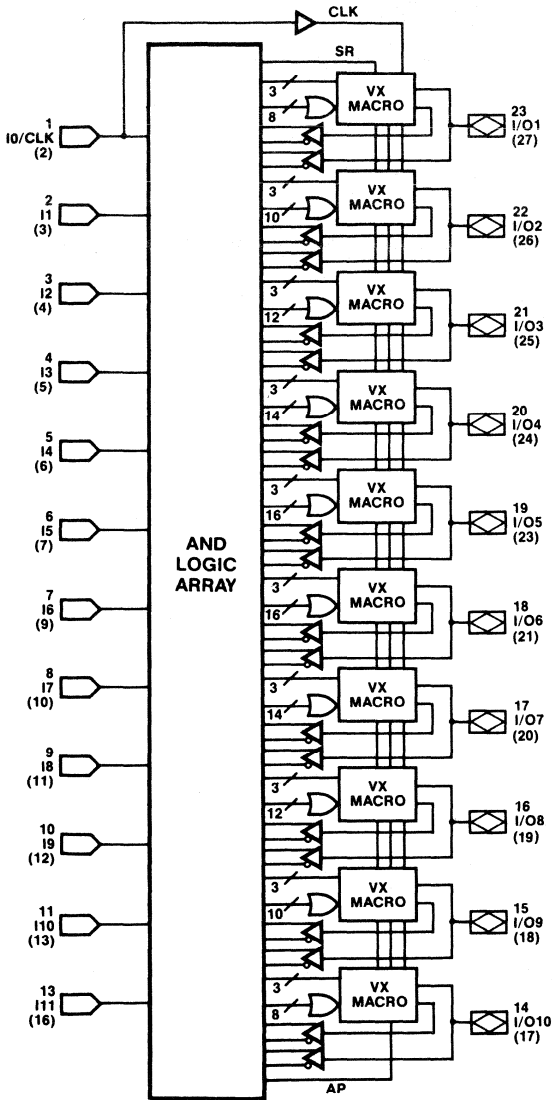 CLK
SR
1
I0/CLK
(2)
2
I1
(3)
3
I2
(4)
4
I3
(5)
5
I4
(6)
6
I5
(7)
7
I6
(9)
8
I7
(10)
9
I8
(11)
10
I9
(12)
11
I10
(13)
13
I11
(16)
AND
LOGIC
ARRAY
3
8
VX
MACRO
23
I/O1
(27)
3
10
VX
MACRO
22
I/O2
(26)
3
12
VX
MACRO
21
I/O3
(25)
3
14
VX
MACRO
20
I/O4
(24)
3
16
VX
MACRO
19
I/O5
(23)
3
16
VX
MACRO
18
I/O6
(21)
3
14
VX
MACRO
17
I/O7
(20)
3
12
VX
MACRO
16
I/O8
(19)
3
10
VX
MACRO
15
I/O9
(18)
3
8
VX
MACRO
14
I/O10
(17)
AP